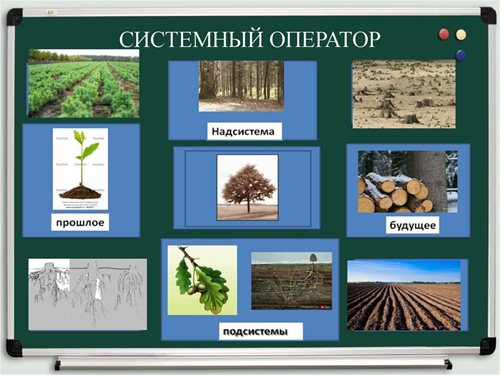 СИСТЕМНЫЙ ОПЕРАТОР
Надсистема
прошлое
будущее
подсистемы